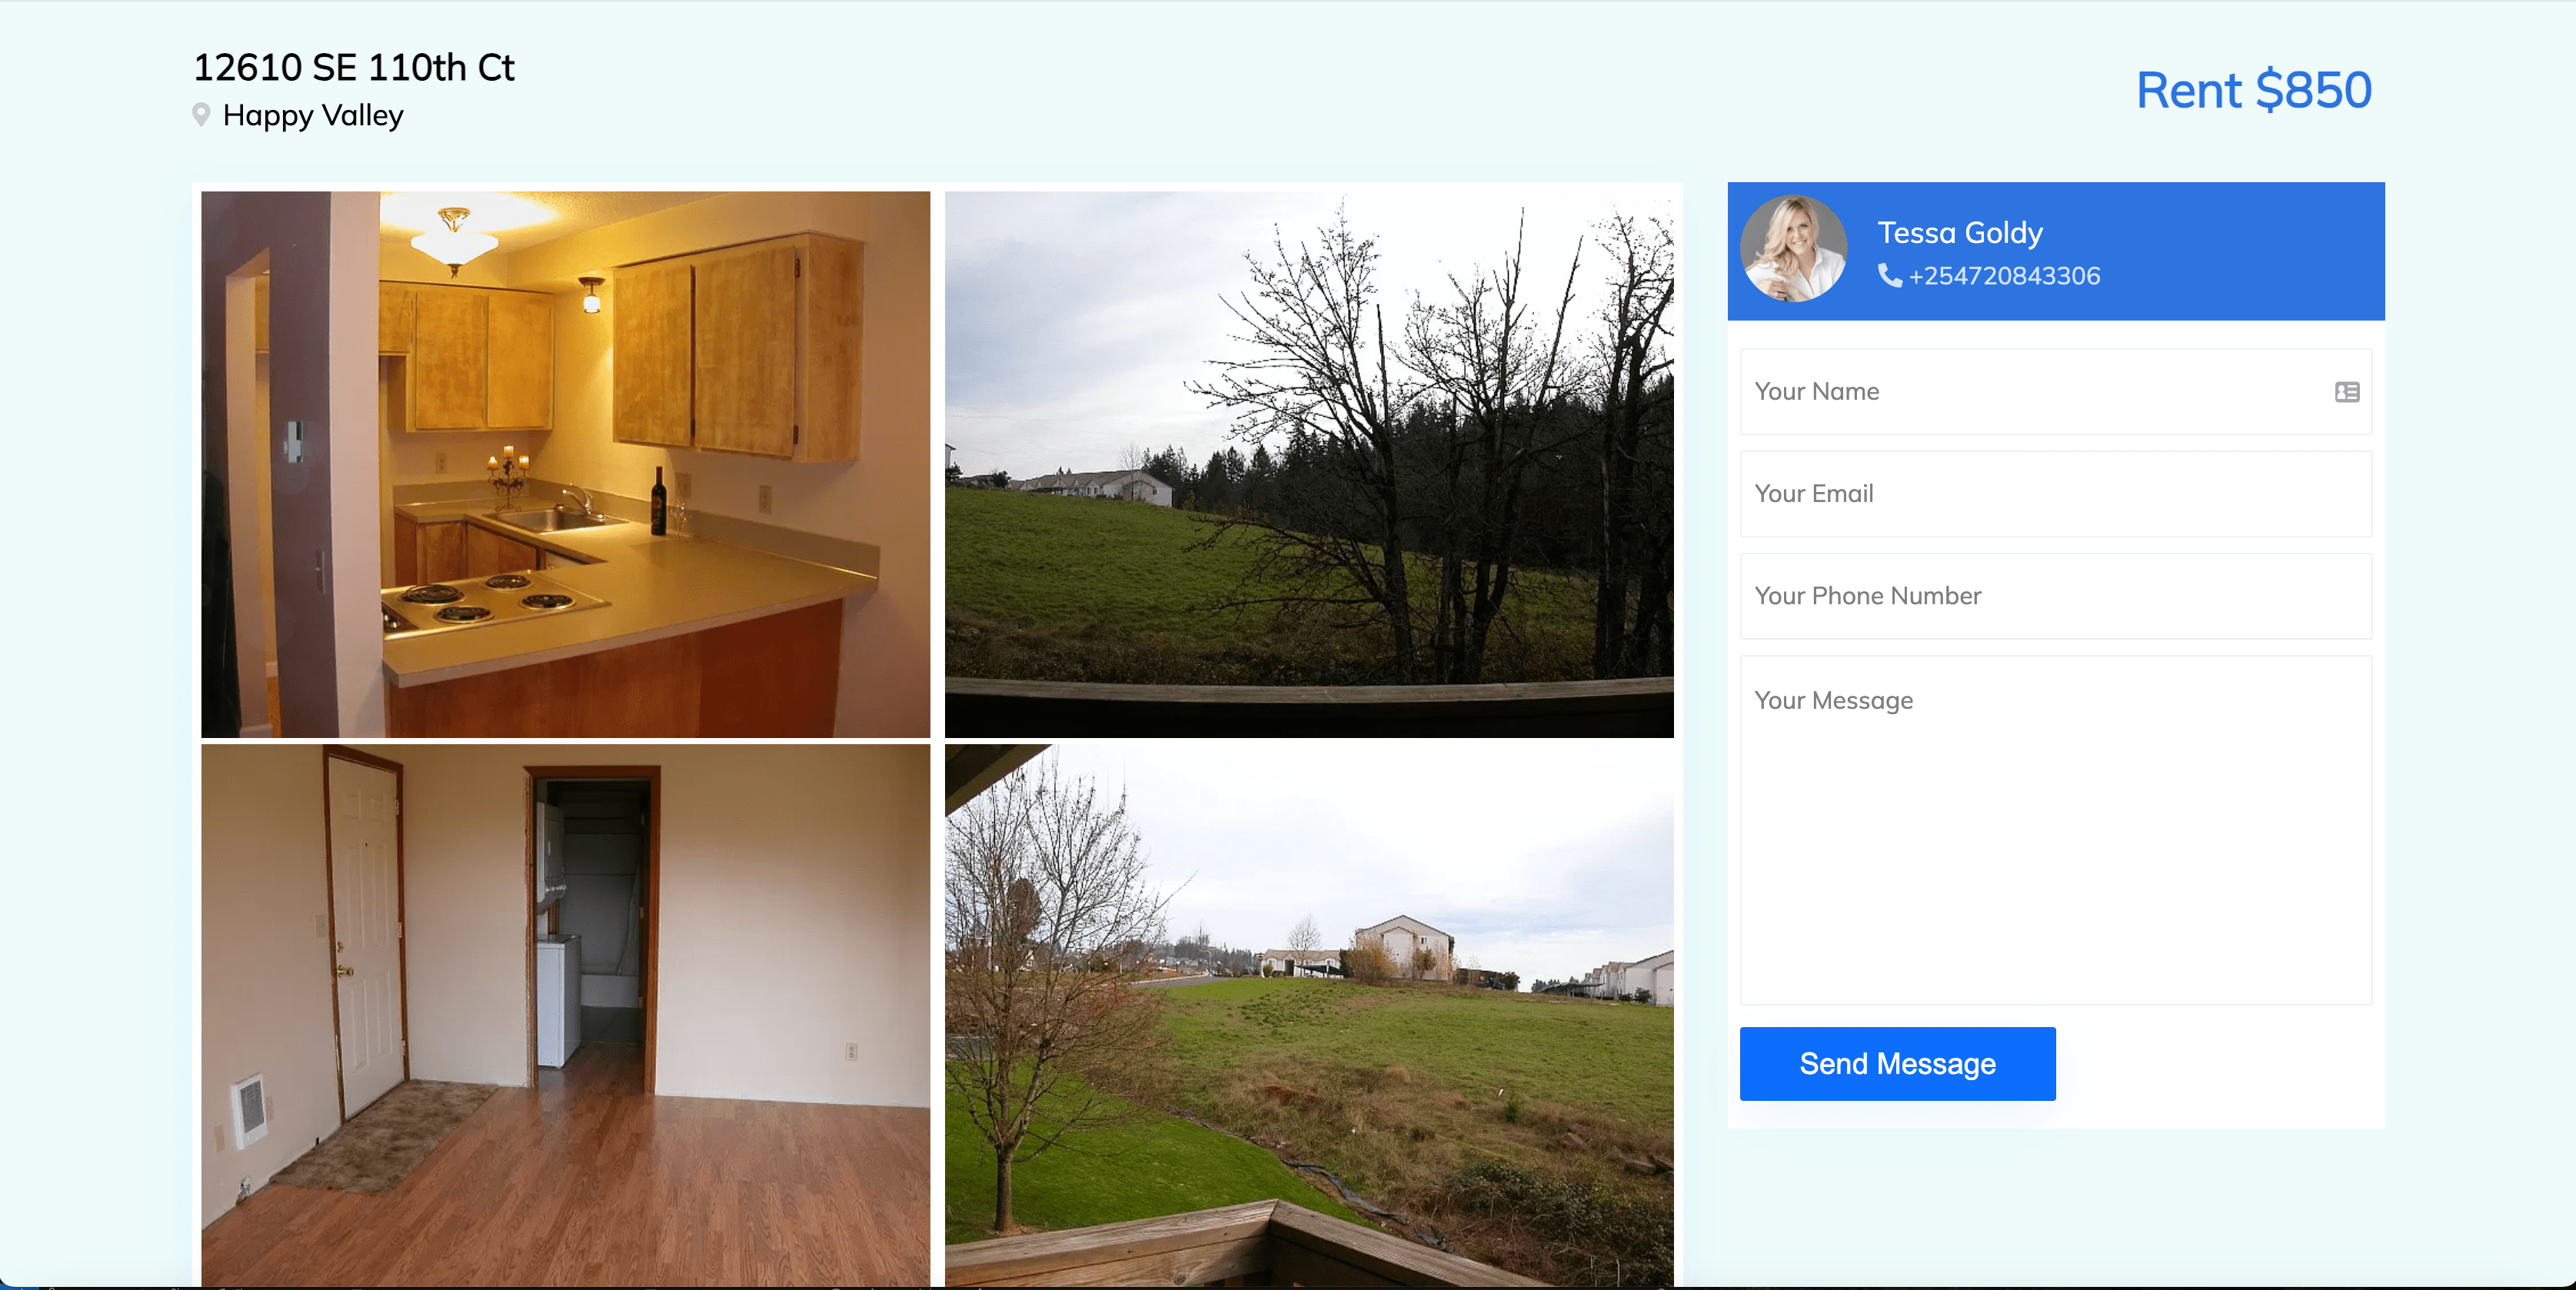 12610 SE 110th Ct
Happy Valley
Rent $850
Tessa Goldy
+254720843306
Your Name
Your Email
Your Phone Number
Your Message
Send Message